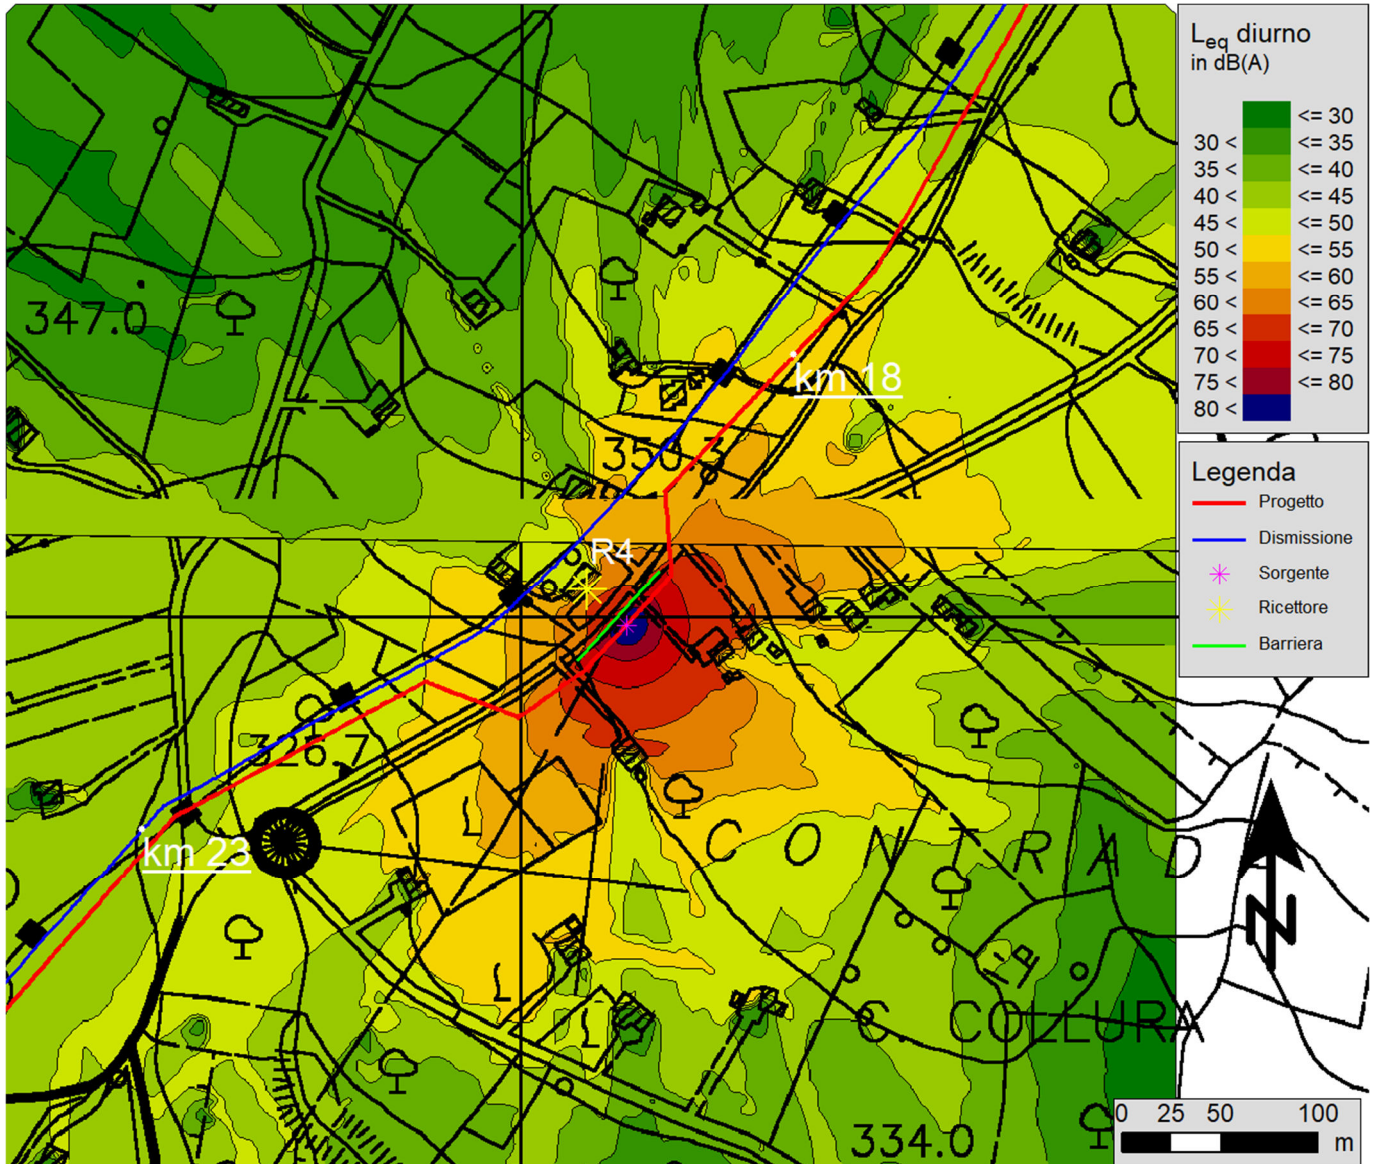 L_eq diurno
in dB(A)
<= 30
30 < <= 35
35 < <= 40
40 < <= 45
45 < <= 50
50 < <= 55
55 < <= 60
60 < <= 65
65 < <= 70
70 < <= 75
75 < <= 80
80 <
Legenda
Progetto
Dismissione
Sorgente
Ricettore
Barriera
347.0
km 18
350.3
R4
326.7
km 23
CONTRAD
C. COLLURA
334.0
N
0 25 50 100
m